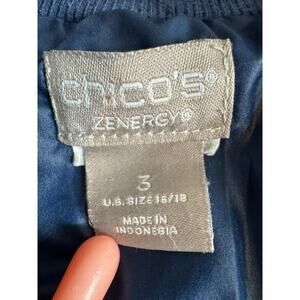 chico's®
ZENERGY®
3
U.S. SIZE 16/18
MADE IN
INDONESIA